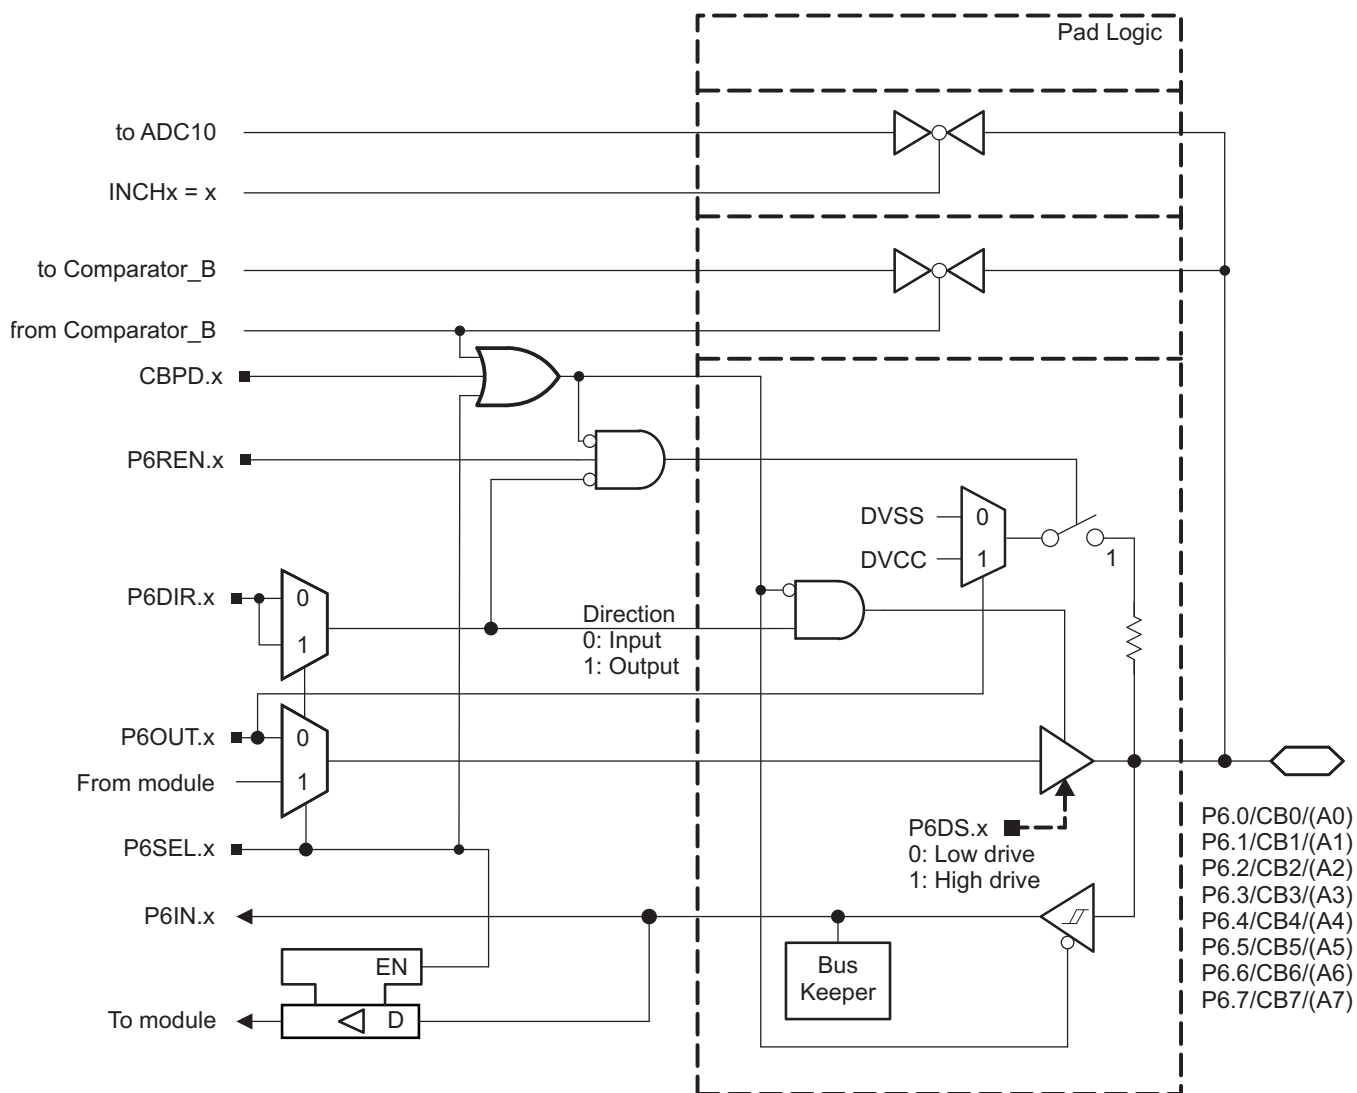 Pad Logic
to ADC10
INCHx = x
to Comparator_B
from Comparator_B
CBPD.x
P6REN.x
DVSS
0
DVCC
1
1
P6DIR.x
0
1
Direction
0: Input
1: Output
P6OUT.x
0
From module
1
P6SEL.x
P6DS.x
0: Low drive
1: High drive
P6.0/CB0/(A0)
P6.1/CB1/(A1)
P6.2/CB2/(A2)
P6.3/CB3/(A3)
P6.4/CB4/(A4)
P6.5/CB5/(A5)
P6.6/CB6/(A6)
P6.7/CB7/(A7)
P6IN.x
Bus
Keeper
EN
To module
D